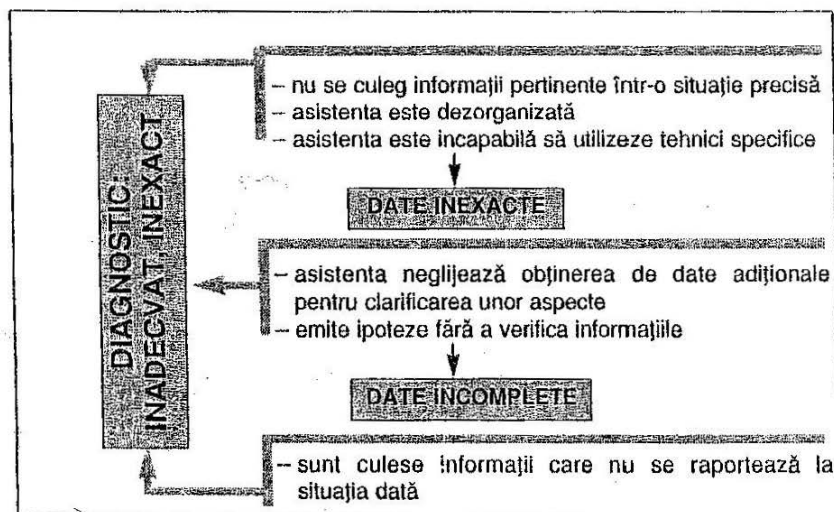 DIAGNOSTIC:
INADECVAT, INEXACT
– nu se culeg informații pertinente într-o situație precisă
– asistenta este dezorganizată
– asistenta este incapabilă să utilizeze tehnici specifice
DATE INEXACTE
– asistenta neglijează obținerea de date adiționale
pentru clarificarea unor aspecte
– emite ipoteze fără a verifica informațiile
DATE INCOMPLETE
– sunt culese informații care nu se raportează la
situația dată